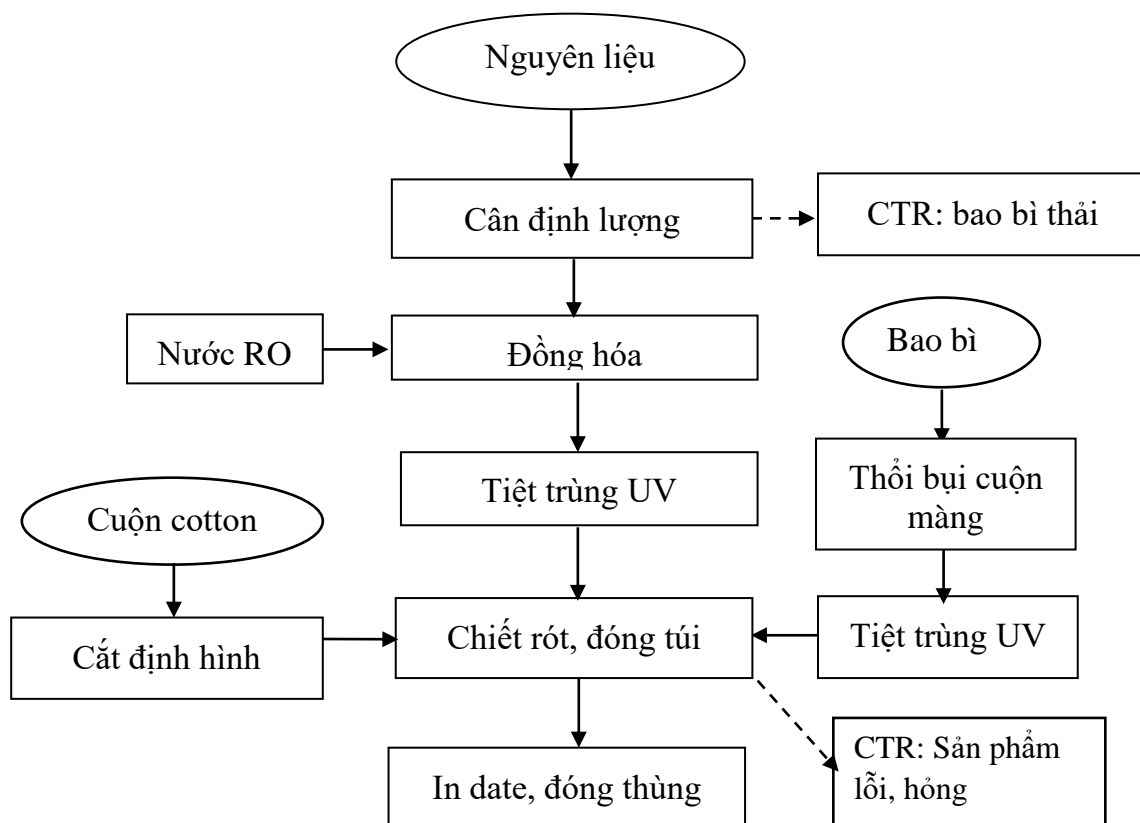 Nguyên liệu
Cân định lượng
CTR: bao bì thải
Nước RO
Đồng hóa
Bao bì
Tiệt trùng UV
Thổi bụi cuộn
màng
Cuộn cotton
Cắt định hình
Chiết rót, đóng túi
Tiệt trùng UV
In date, đóng thùng
CTR: Sản phẩm
lỗi, hỏng